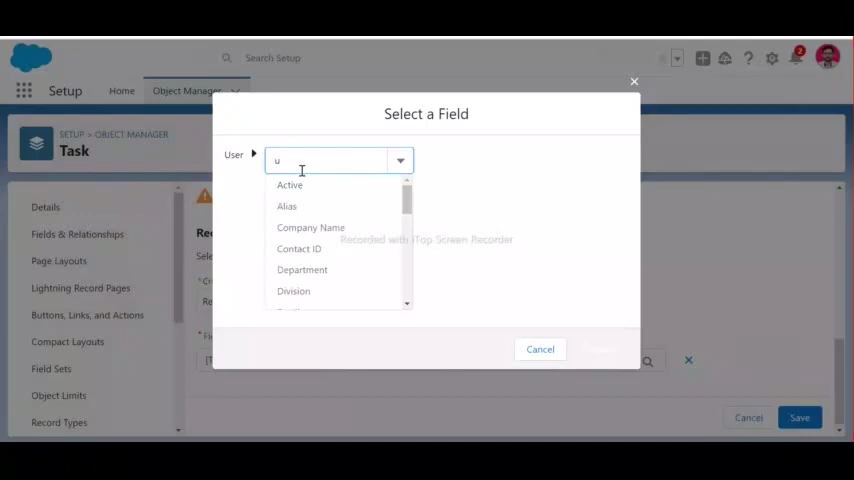 Search Setup
2
Setup
Home
Object Manager
SETUP > OBJECT MANAGER
Task
Details
Fields & Relationships
Page Layouts
Lightning Record Pages
Buttons, Links, and Actions
Compact Layouts
Field Sets
Object Limits
Record Types
Select a Field
User
u
Active
Alias
Company Name
Contact ID
Department
Division
Recorded with iTop Screen Recorder
Cancel
Cancel
Save